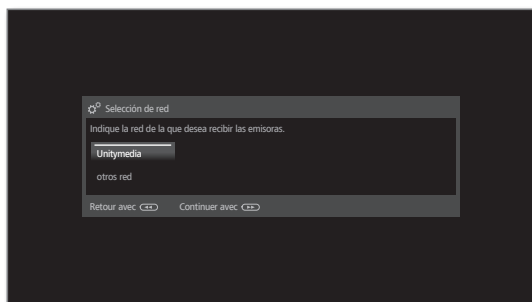 Selección de red
Indique la red de la que desea recibir las emisoras.
Unitymedia
otros red
Retour avec Continuer avec